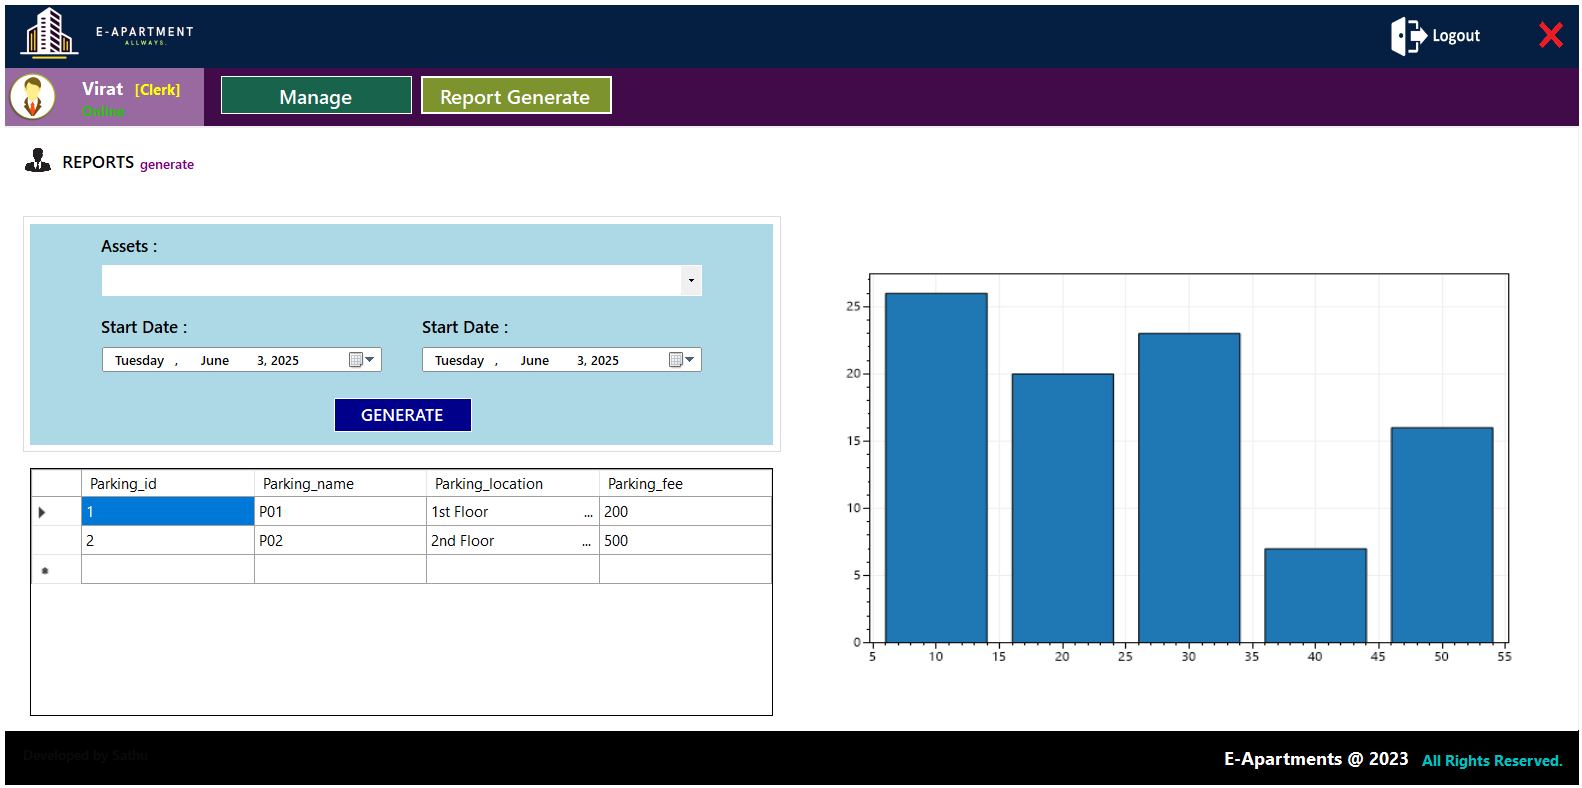 E-APARTMENT
ALLWAYS.
Logout
Virat [Clerk]
Online
Manage
Report Generate
REPORTS generate
Assets :
Start Date :
Start Date :
Tuesday , June 3, 2025
Tuesday , June 3, 2025
GENERATE
Parking_id Parking_name Parking_location Parking_fee
1 P01 1st Floor ... 200
2 P02 2nd Floor ... 500
25
20
15
10
5
0
5 10 15 20 25 30 35 40 45 50 55
Developed by Sathu
E-Apartments @ 2023 All Rights Reserved.